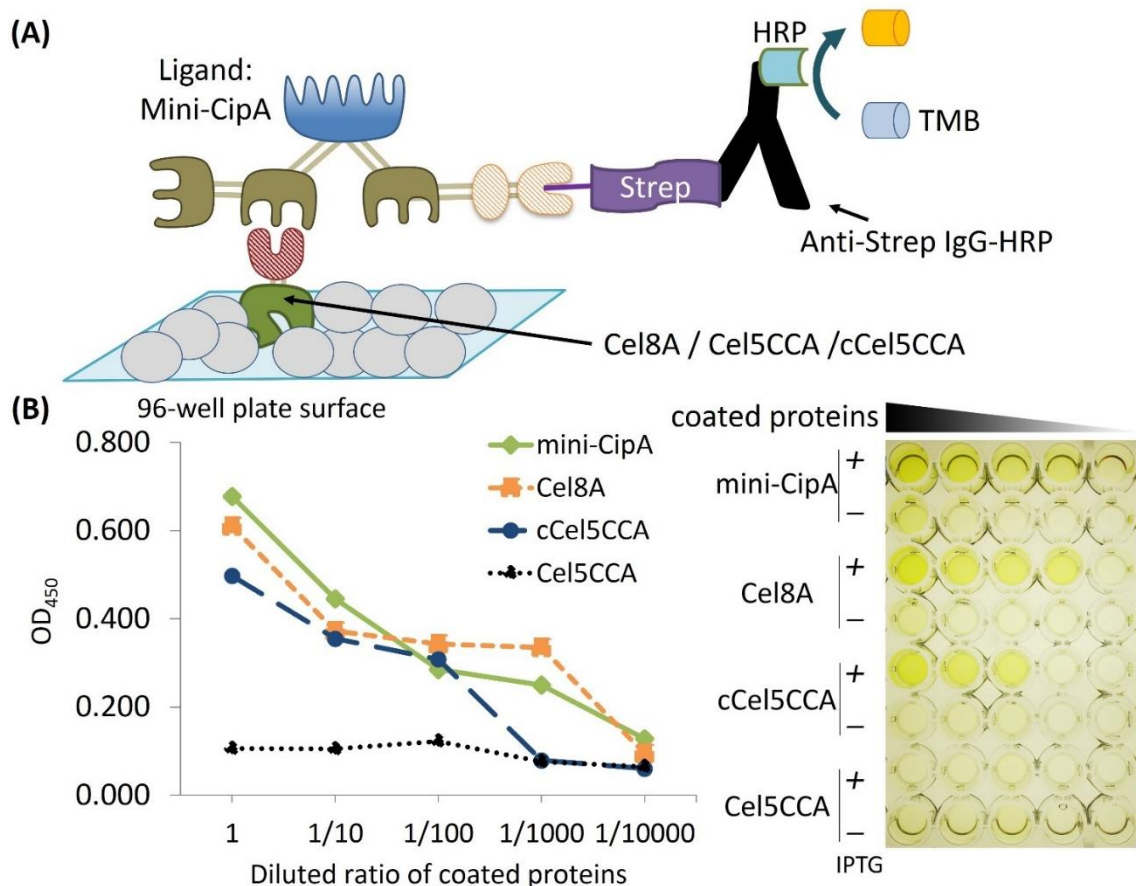 (A)
HRP
Ligand:
Mini-CipA
TMB
Strep
Anti-Strep IgG-HRP
Cel8A / Cel5CCA /cCel5CCA
96-well plate surface
(B)
0.800
0.600
0.400
0.200
0.000
OD450
mini-CipA
Cel8A
cCel5CCA
Cel5CCA
1
1/10
1/100
1/1000
1/10000
Diluted ratio of coated proteins
coated proteins
mini-CipA
+
−
Cel8A
+
−
cCel5CCA
+
−
Cel5CCA
+
−
IPTG